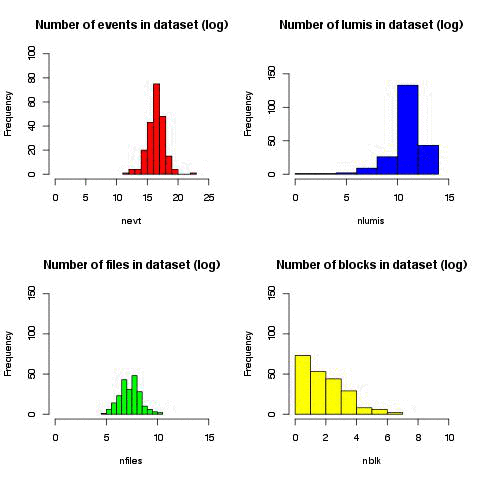 Number of events in dataset (log)
Frequency
0 20 40 60 80 100
0 5 10 15 20 25
nevt
Number of lumis in dataset (log)
Frequency
0 50 100 150
0 5 10 15
nlumis
Number of files in dataset (log)
Frequency
0 50 100 150
0 5 10 15
nfiles
Number of blocks in dataset (log)
Frequency
0 50 100 150
0 2 4 6 8 10
nblk